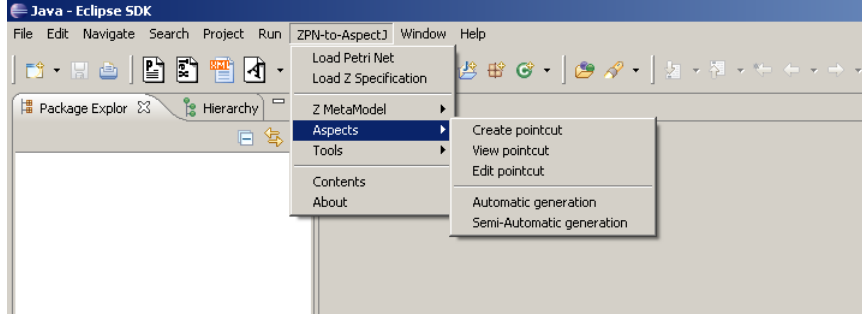 Java - Eclipse SDK
File Edit Navigate Search Project Run ZPN-to-AspectJ Window Help
Load Petri Net
Load Z Specification
Package Explor Hierarchy
Z MetaModel
Aspects
Tools
Contents
About
Create pointcut
View pointcut
Edit pointcut
Automatic generation
Semi-Automatic generation